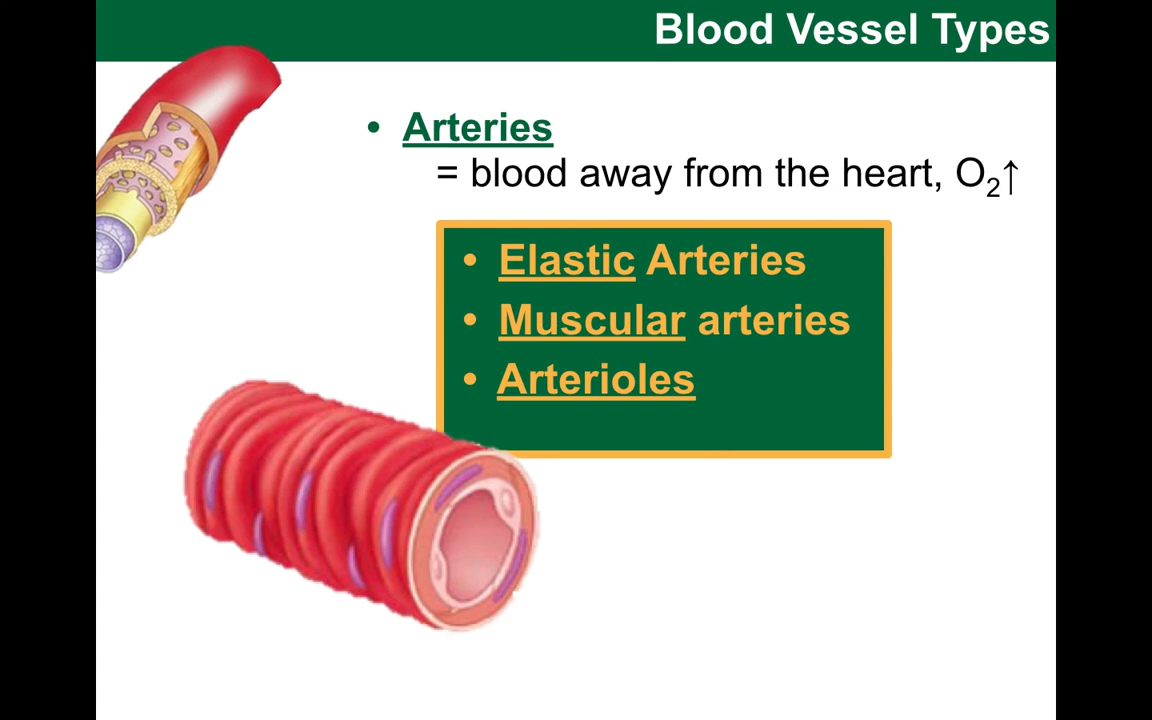 Blood Vessel Types
• Arteries
= blood away from the heart, O₂↑
• Elastic Arteries
• Muscular arteries
• Arterioles